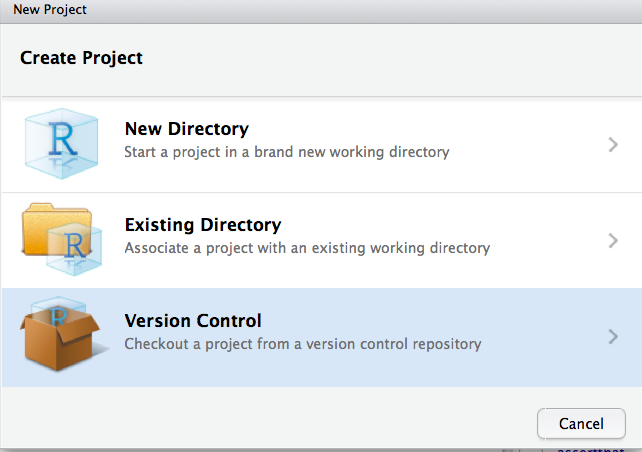 New Project
Create Project
R
New Directory
Start a project in a brand new working directory
R
Existing Directory
Associate a project with an existing working directory
R
Version Control
Checkout a project from a version control repository
Cancel